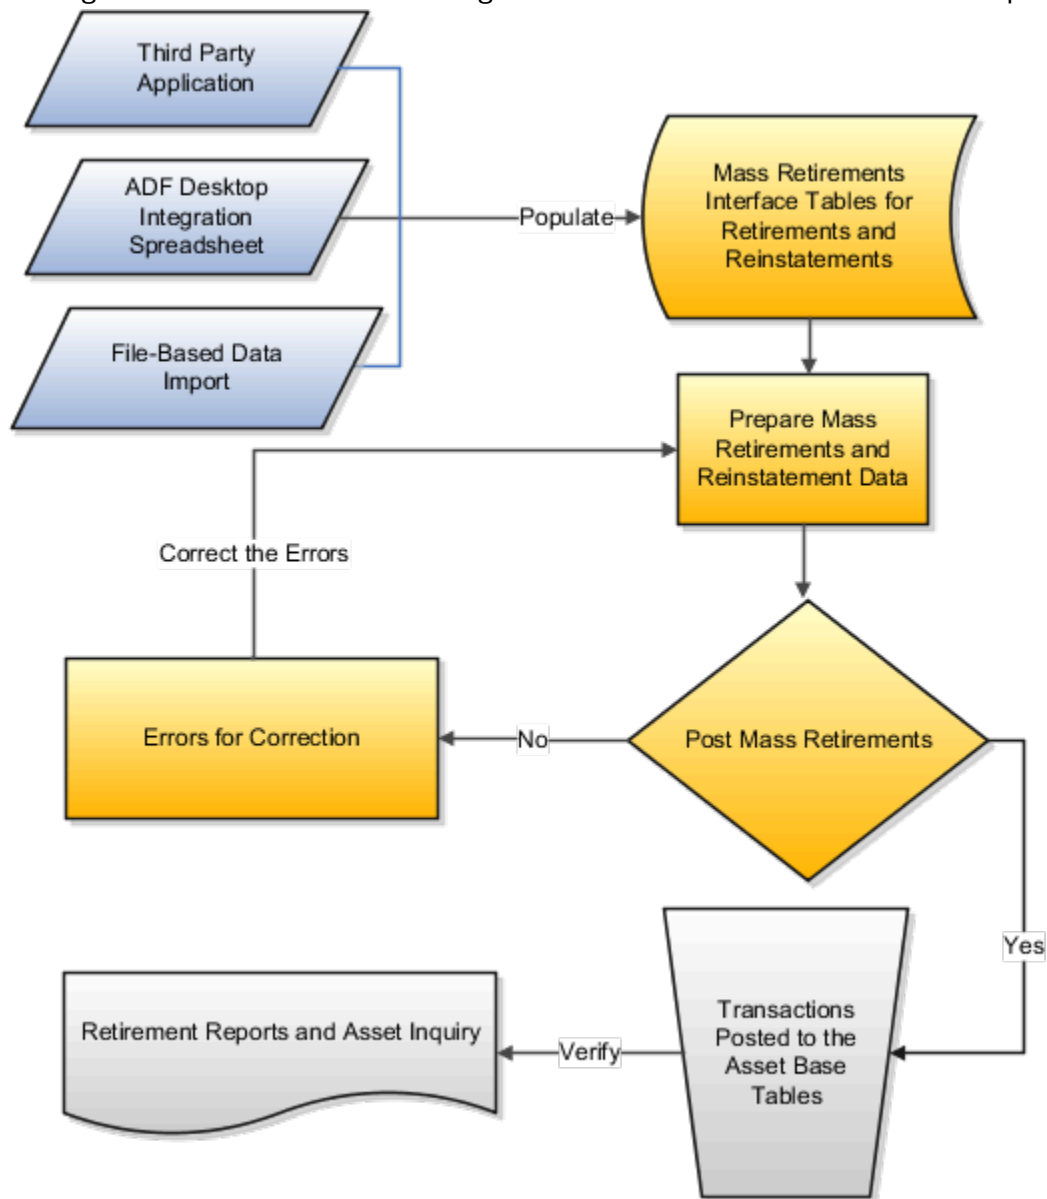 Third Party
Application
ADF Desktop
Integration
Spreadsheet
File-Based Data
Import
Populate
Mass Retirements
Interface Tables for
Retirements and
Reinstatements
Prepare Mass
Retirements and
Reinstatement Data
Correct the Errors
Errors for Correction
No
Post Mass Retirements
Yes
Transactions
Posted to the
Asset Base
Tables
Verify
Retirement Reports and Asset Inquiry